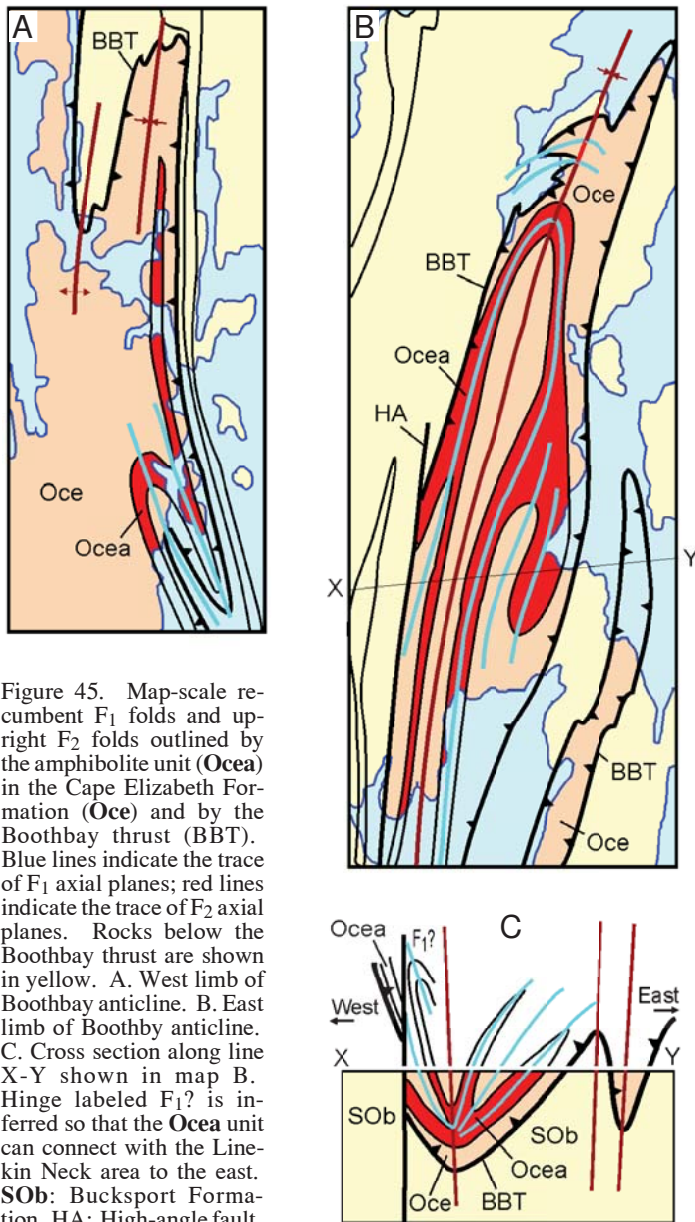 A
BBT
Oce
Ocea
B
Oce
BBT
Ocea
HA
X
Y
BBT
Oce
Figure 45. Map-scale re-
cumbent F1 folds and up-
right F2 folds outlined by
the amphibolite unit (Ocea)
in the Cape Elizabeth For-
mation (Oce) and by the
Boothbay thrust (BBT).
Blue lines indicate the trace
of F1 axial planes; red lines
indicate the trace of F2 axial
planes. Rocks below the
Boothbay thrust are shown
in yellow. A. West limb of
Boothbay anticline. B. East
limb of Boothby anticline.
C. Cross section along line
X-Y shown in map B.
Hinge labeled F1? is in-
ferred so that the Ocea unit
can connect with the Line-
kin Neck area to the east.
SOb: Bucksport Forma-
tion. HA: High-angle fault.
C
Ocea
F1?
West
East
X
Y
SOb
SOb
Ocea
Oce
BBT